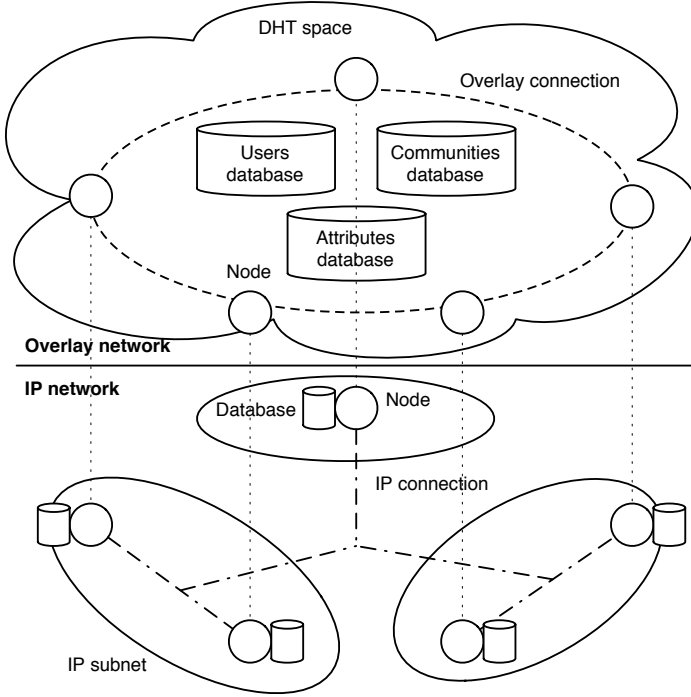 DHT space
Overlay connection
Users
database
Communities
database
Attributes
database
Node
Overlay network
IP network
Database
Node
IP connection
IP subnet